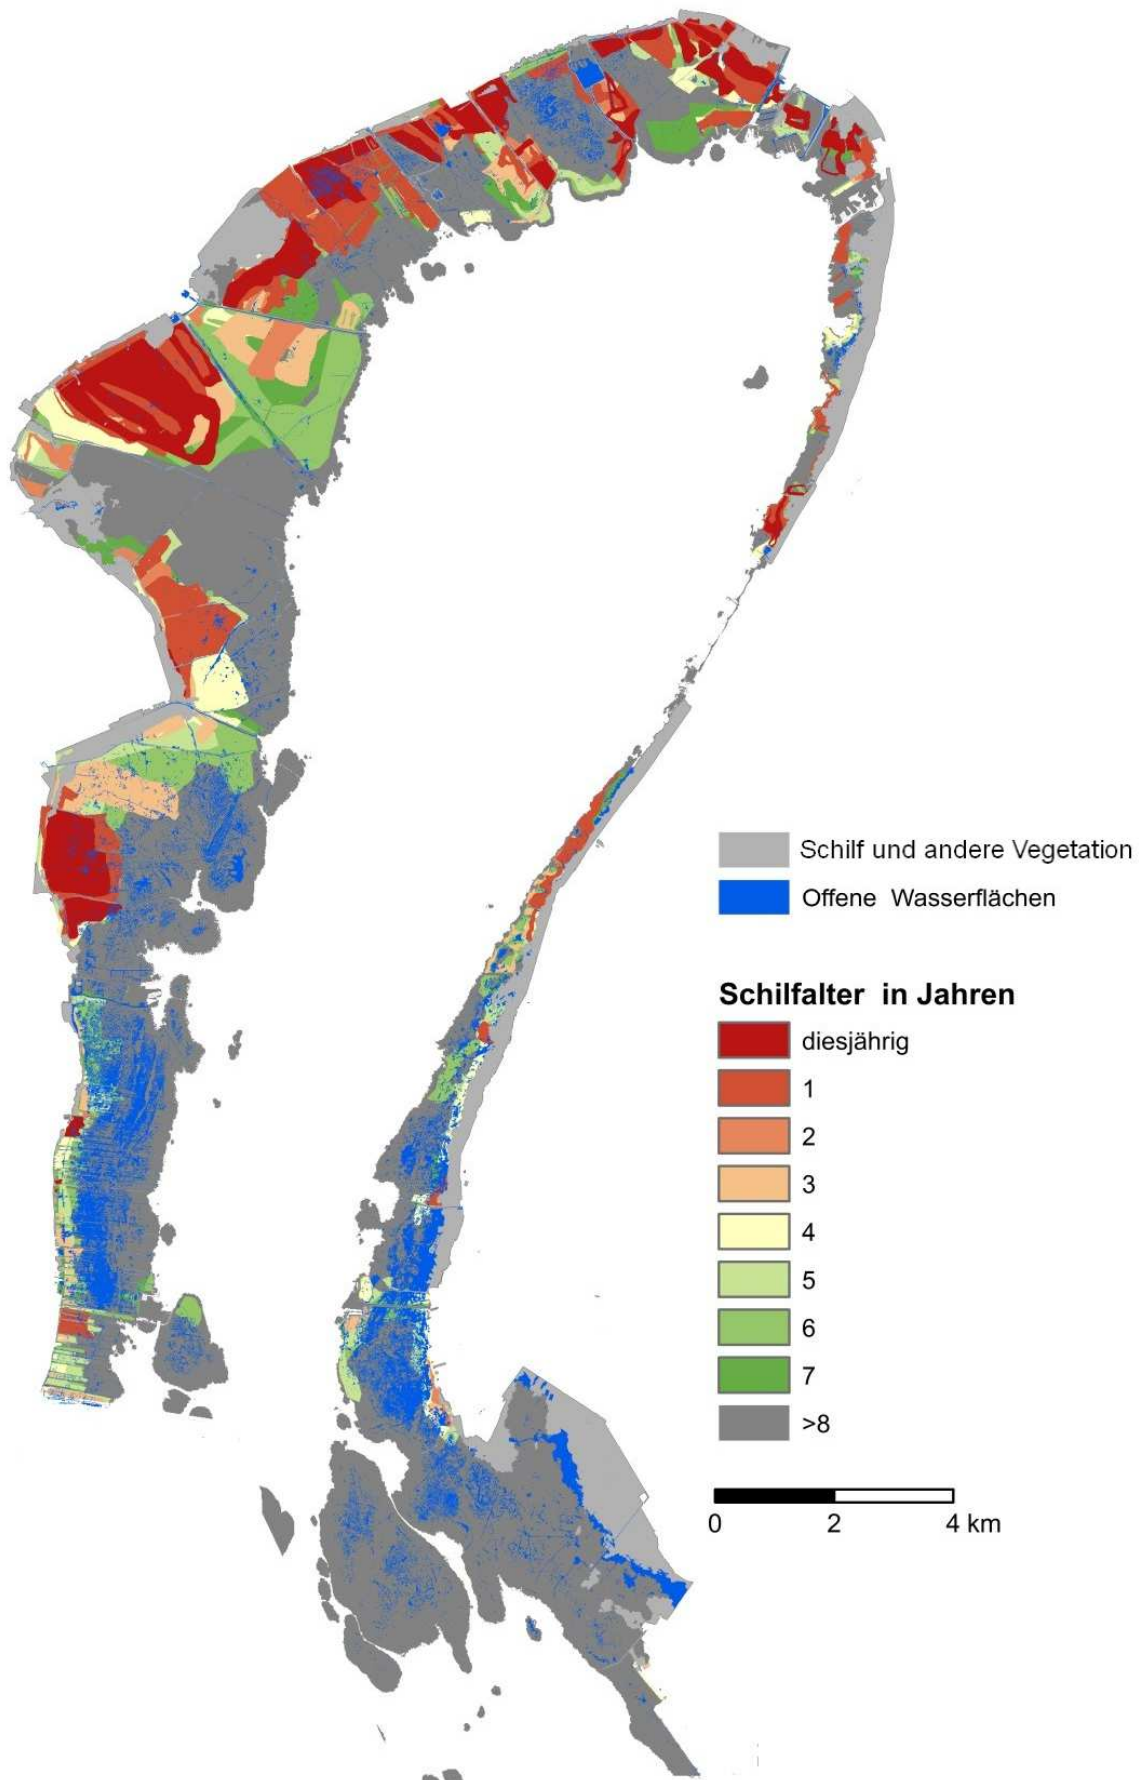 Schilf und andere Vegetation
Offene Wasserflächen
Schilfalter in Jahren
diesjährig
1
2
3
4
5
6
7
>8
0 2 4 km